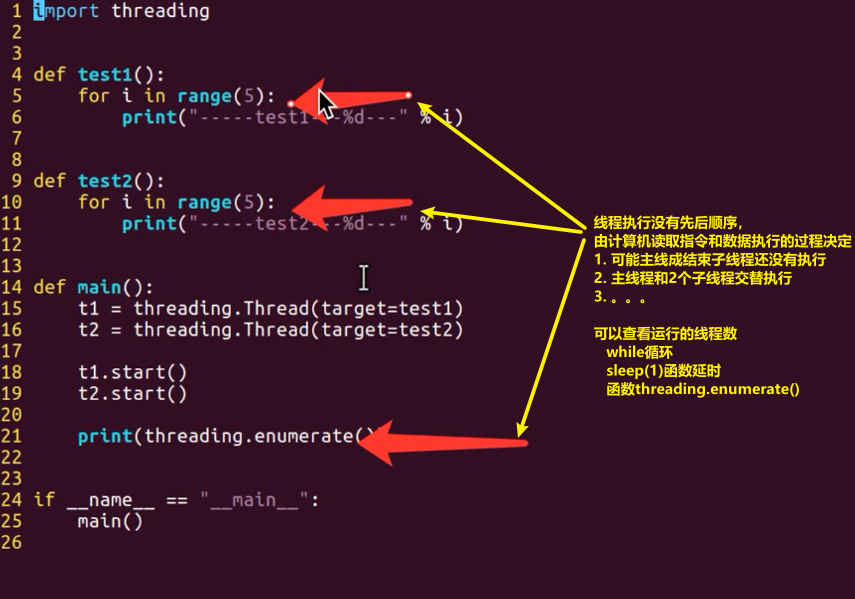 1 import threading
2
3
4 def test1():
5 for i in range(5):
6 print("-----test1---%d---" % i)
7
8
9 def test2():
10 for i in range(5):
11 print("-----test2---%d---" % i)
12
13
14 def main():
15 t1 = threading.Thread(target=test1)
16 t2 = threading.Thread(target=test2)
17
18 t1.start()
19 t2.start()
20
21 print(threading.enumerate()
22
23
24 if __name__ == "__main__":
25 main()
26
线程执行没有先后顺序，
由计算机读取指令和数据执行的过程决定
1. 可能主线成结束子线程还没有执行
2. 主线程和2个子线程交替执行
3. 。。。
可以查看运行的线程数
while循环
sleep(1)函数延时
函数threading.enumerate()